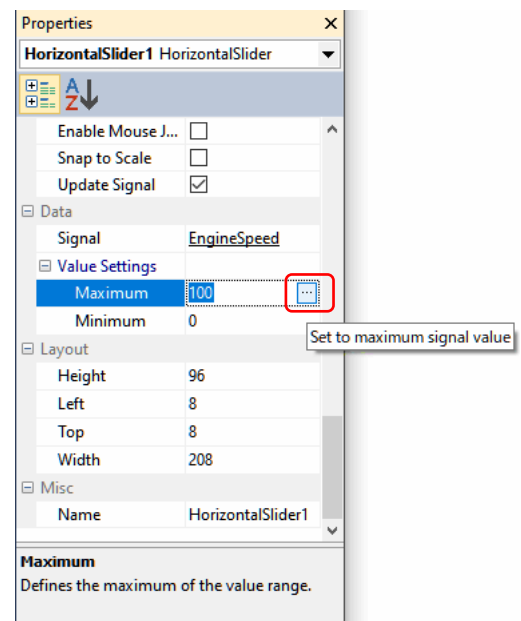 Properties
HorizontalSlider1 HorizontalSlider
Enable Mouse J...
Snap to Scale
Update Signal
Data
Signal EngineSpeed
Value Settings
Maximum 100 ...
Minimum 0
Set to maximum signal value
Layout
Height 96
Left 8
Top 8
Width 208
Misc
Name HorizontalSlider1
Maximum
Defines the maximum of the value range.